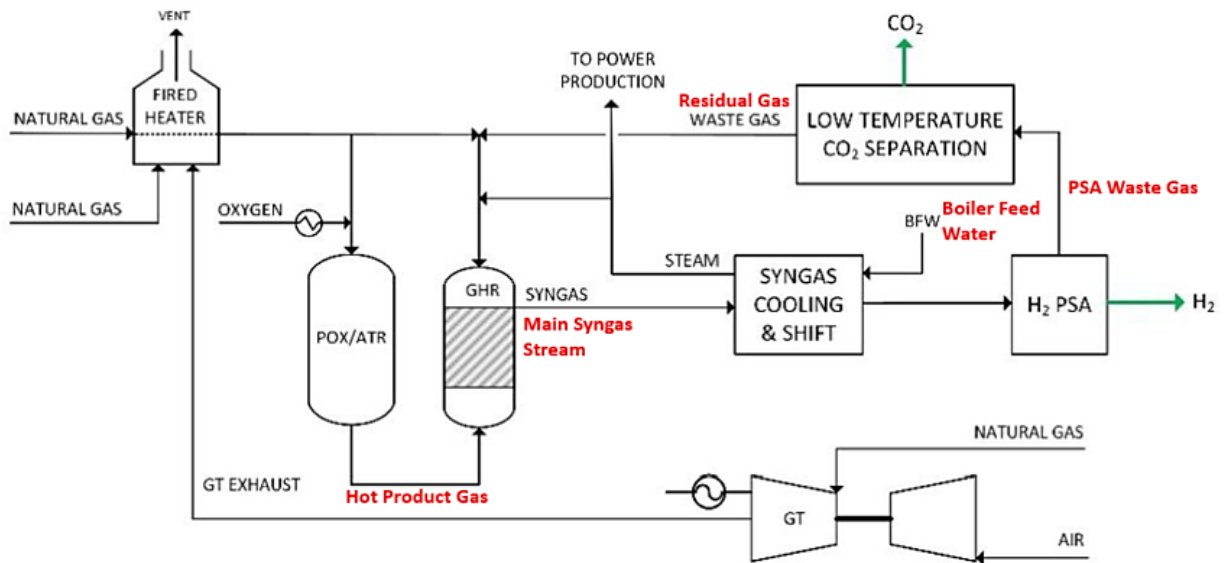 VENT
FIRED
HEATER
NATURAL GAS
NATURAL GAS
TO POWER
PRODUCTION
CO₂
Residual Gas
WASTE GAS
LOW TEMPERATURE
CO₂ SEPARATION
PSA Waste Gas
OXYGEN
Boiler Feed
Water
BFW
STEAM
POX/ATR
GHR
SYNGAS
Main Syngas
Stream
SYNGAS
COOLING
& SHIFT
H₂ PSA
H₂
GT EXHAUST
Hot Product Gas
NATURAL GAS
GT
AIR